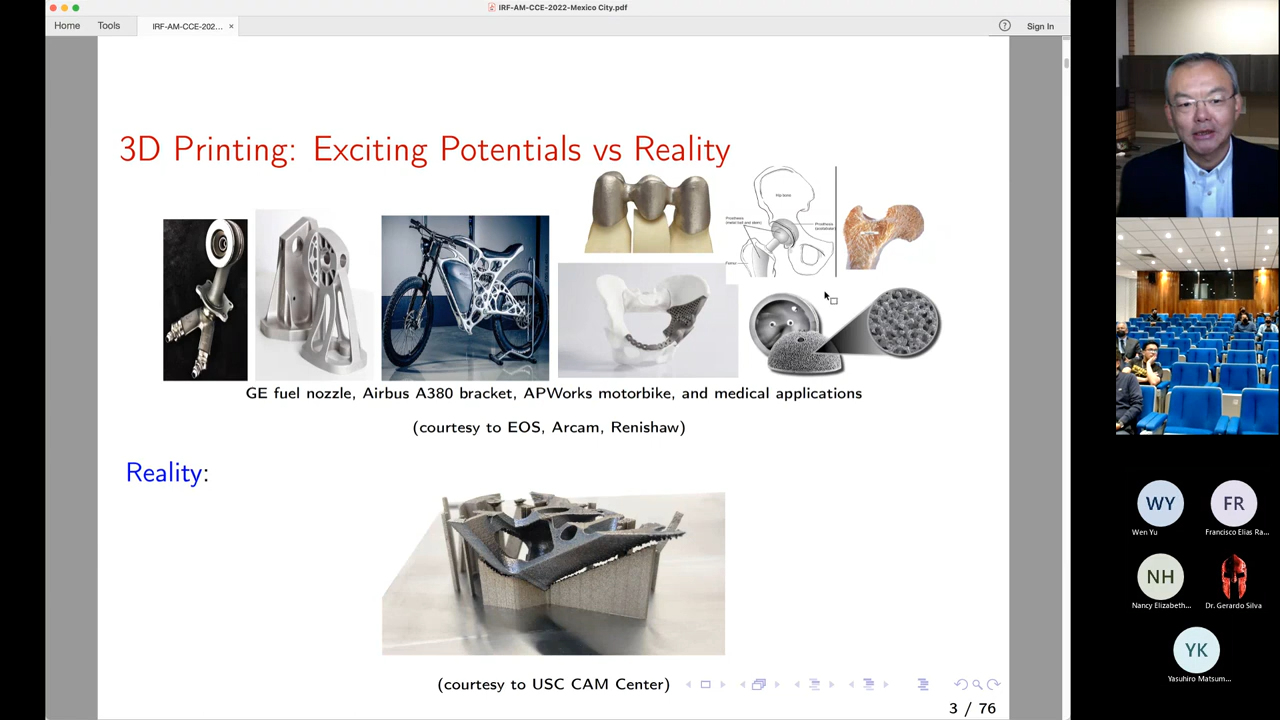 IRF-AM-CCE-2022-Mexico City.pdf
Home
Tools
IRF-AM-CCE-202...
Sign In
3D Printing: Exciting Potentials vs Reality
GE fuel nozzle, Airbus A380 bracket, APWorks motorbike, and medical applications
(courtesy to EOS, Arcam, Renishaw)
Reality:
(courtesy to USC CAM Center)
3 / 76
WY
Wen Yu
FR
Francisco Elias Ra...
NH
Nancy Elizabeth...
Dr. Gerardo Silva
YK
Yasuhiro Matsum...